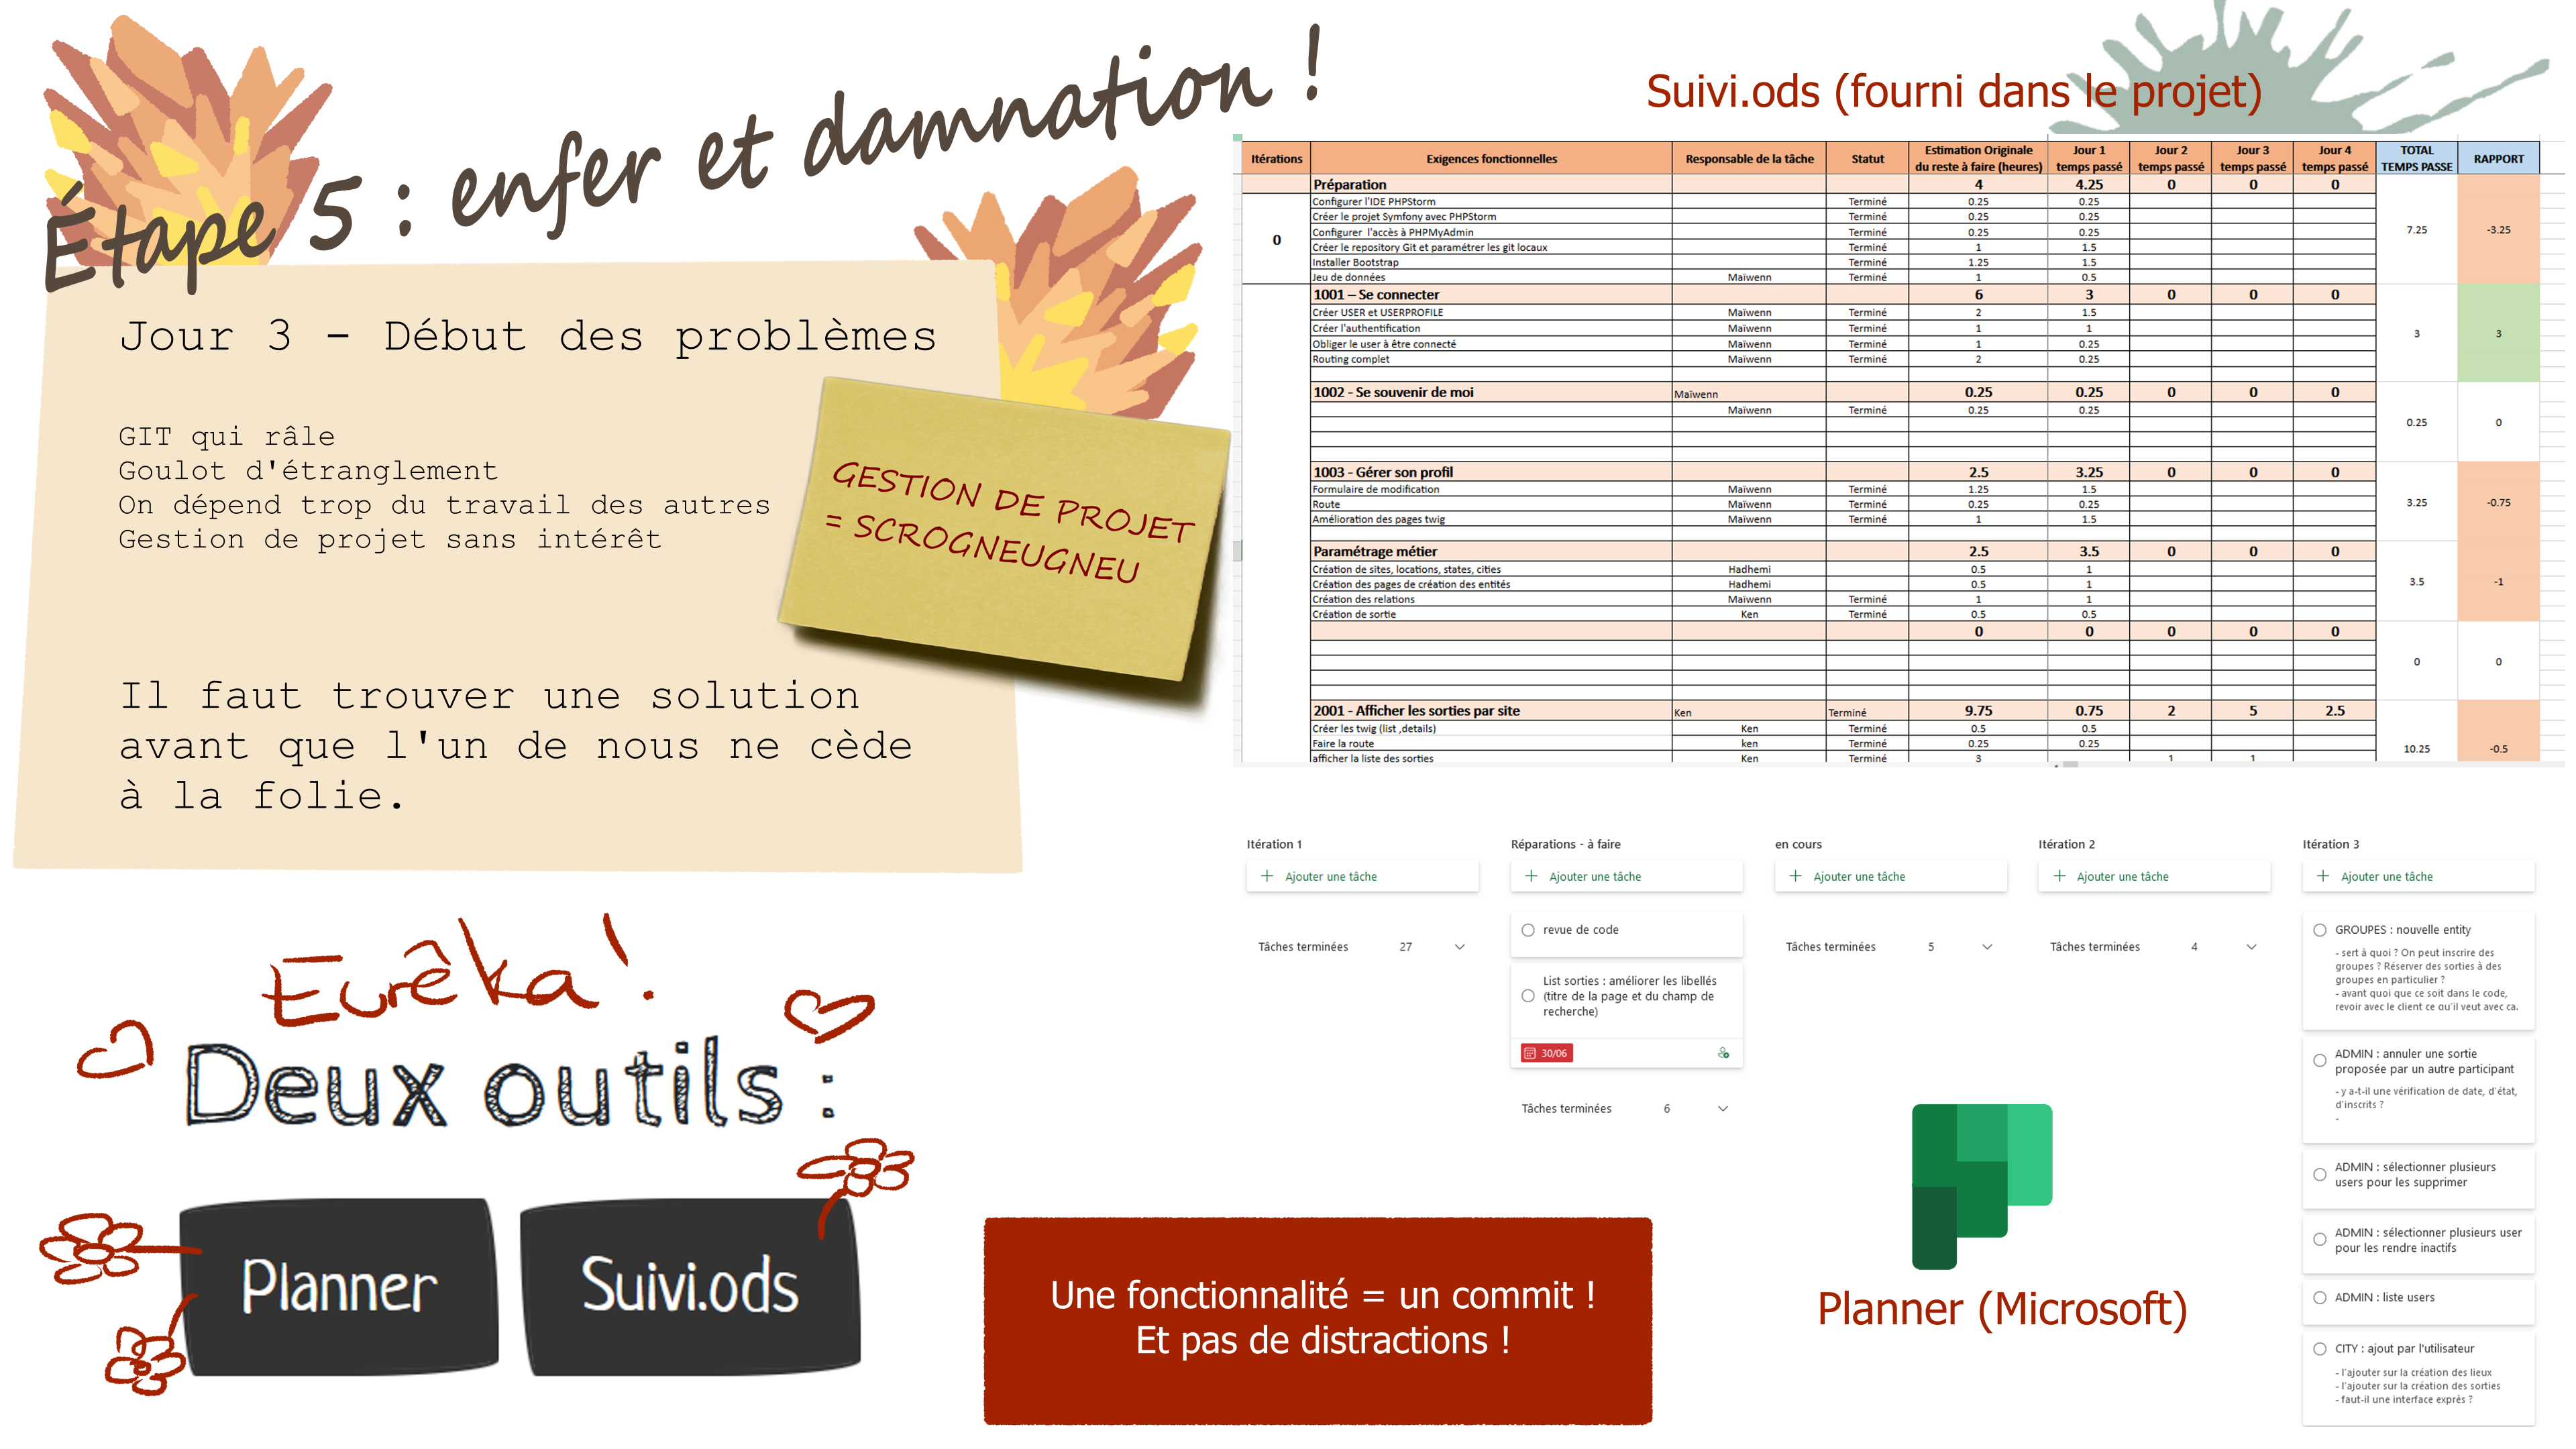 Étape 5 : enfer et damnation !
Jour 3 - Début des problèmes
GIT qui râle
Goulot d'étranglement
On dépend trop du travail des autres
Gestion de projet sans intérêt
Il faut trouver une solution
avant que l'un de nous ne cède
à la folie.
GESTION DE PROJET
= SCROGNEUGNEU
Eurêka !
Deux outils :
Planner
Suivi.ods
Une fonctionnalité = un commit !
Et pas de distractions !
Suivi.ods (fourni dans le projet)
Itérations Exigences fonctionnelles Responsable de la tâche Statut Estimation Originale du reste à faire (heures) Jour 1 temps passé Jour 2 temps passé Jour 3 temps passé Jour 4 temps passé TOTAL TEMPS PASSE RAPPORT
Préparation 4 4.25 0 0 0
Configurer l'IDE PHPStorm Terminé 0.25 0.25
Créer le projet Symfony avec PHPStorm Terminé 0.25 0.25
Configurer l'accès à PHPMyAdmin Terminé 0.25 0.25
0 7.25 -3.25
Créer le repository Git et paramétrer les git locaux Terminé 1 1.5
Installer Bootstrap Terminé 1.25 1.5
Jeu de données Maïwenn Terminé 1 0.5
1001 – Se connecter 6 3 0 0 0
Créer USER et USERPROFILE Maïwenn Terminé 2 1.5
Créer l'authentification Maïwenn Terminé 1 1
3 3
Obliger le user à être connecté Maïwenn Terminé 1 0.25
Routing complet Maïwenn Terminé 2 0.25
1002 - Se souvenir de moi Maïwenn 0.25 0.25 0 0 0
Maïwenn Terminé 0.25 0.25
0.25 0
1003 - Gérer son profil 2.5 3.25 0 0 0
Formulaire de modification Maïwenn Terminé 1.25 1.5
Route Maïwenn Terminé 0.25 0.25
3.25 -0.75
Amélioration des pages twig Maïwenn Terminé 1 1.5
Paramétrage métier 2.5 3.5 0 0 0
Création de sites, locations, states, cities Hadhemi 0.5 1
Création des pages de création des entités Hadhemi 0.5 1
3.5 -1
Création des relations Maïwenn Terminé 1 1
Création de sortie Ken Terminé 0.5 0.5
0 0 0 0 0
0 0
2001 - Afficher les sorties par site Ken Terminé 9.75 0.75 2 5 2.5
Créer les twig (list ,details) Ken Terminé 0.5 0.5
Faire la route ken Terminé 0.25 0.25
10.25 -0.5
afficher la liste des sorties Ken Terminé 3 1 1
Itération 1
Ajouter une tâche
Tâches terminées 27
Réparations - à faire
Ajouter une tâche
revue de code
List sorties : améliorer les libellés
(titre de la page et du champ de
recherche)
30/06
Tâches terminées 6
en cours
Ajouter une tâche
Tâches terminées 5
Itération 2
Ajouter une tâche
Tâches terminées 4
Itération 3
Ajouter une tâche
GROUPES : nouvelle entity
- sert à quoi ? On peut inscrire des
groupes ? Réserver des sorties à des
groupes en particulier ?
- avant quoi que ce soit dans le code,
revoir avec le client ce qu'il veut avec ca.
ADMIN : annuler une sortie
proposée par un autre participant
- y a-t-il une vérification de date, d'état,
d'inscrits ?
-
ADMIN : sélectionner plusieurs
users pour les supprimer
ADMIN : sélectionner plusieurs user
pour les rendre inactifs
ADMIN : liste users
CITY : ajout par l'utilisateur
- l'ajouter sur la création des lieux
- l'ajouter sur la création des sorties
- faut-il une interface exprès ?
Planner (Microsoft)